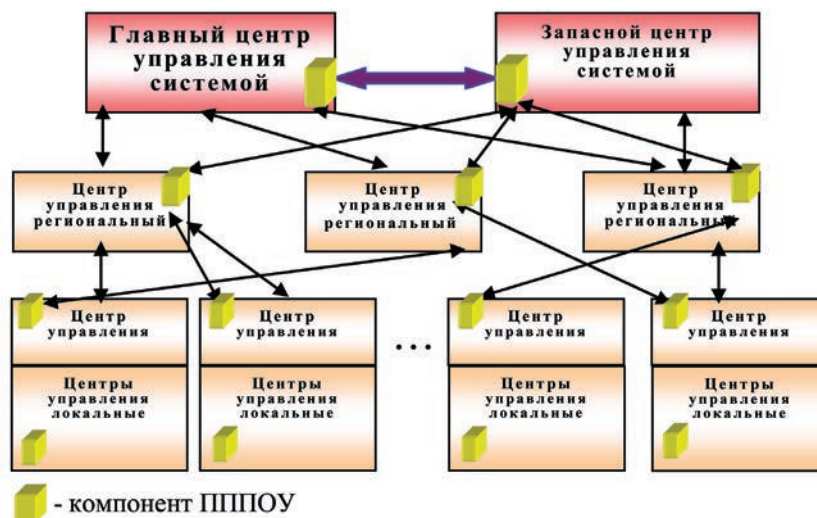 Главный центр
управления
системой
Запасной центр
управления
системой
Центр
управления
региональный
Центр
управления
региональный
Центр
управления
региональный
Центр
управления
Центр
управления
...
Центр
управления
Центр
управления
Центры
управления
локальные
Центры
управления
локальные
Центры
управления
локальные
Центры
управления
локальные
- компонент ПППОУ